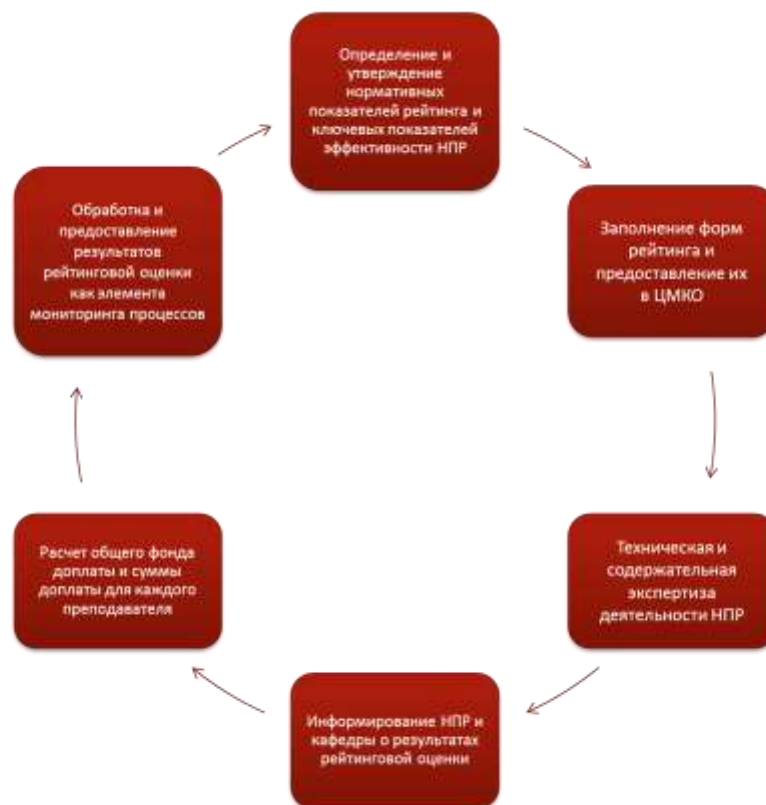 Определение и
утверждение
нормативных
показателей рейтинга и
ключевых показателей
эффективности НПР
Заполнение форм
рейтинга и
предоставление их
в ЦМКО
Техническая и
содержательная
экспертиза
деятельности НПР
Информирование НПР и
кафедры о результатах
рейтинговой оценки
Расчет общего фонда
доплаты и суммы
доплаты для каждого
преподавателя
Обработка и
предоставление
результатов
рейтинговой оценки
как элемента
мониторинга процессов